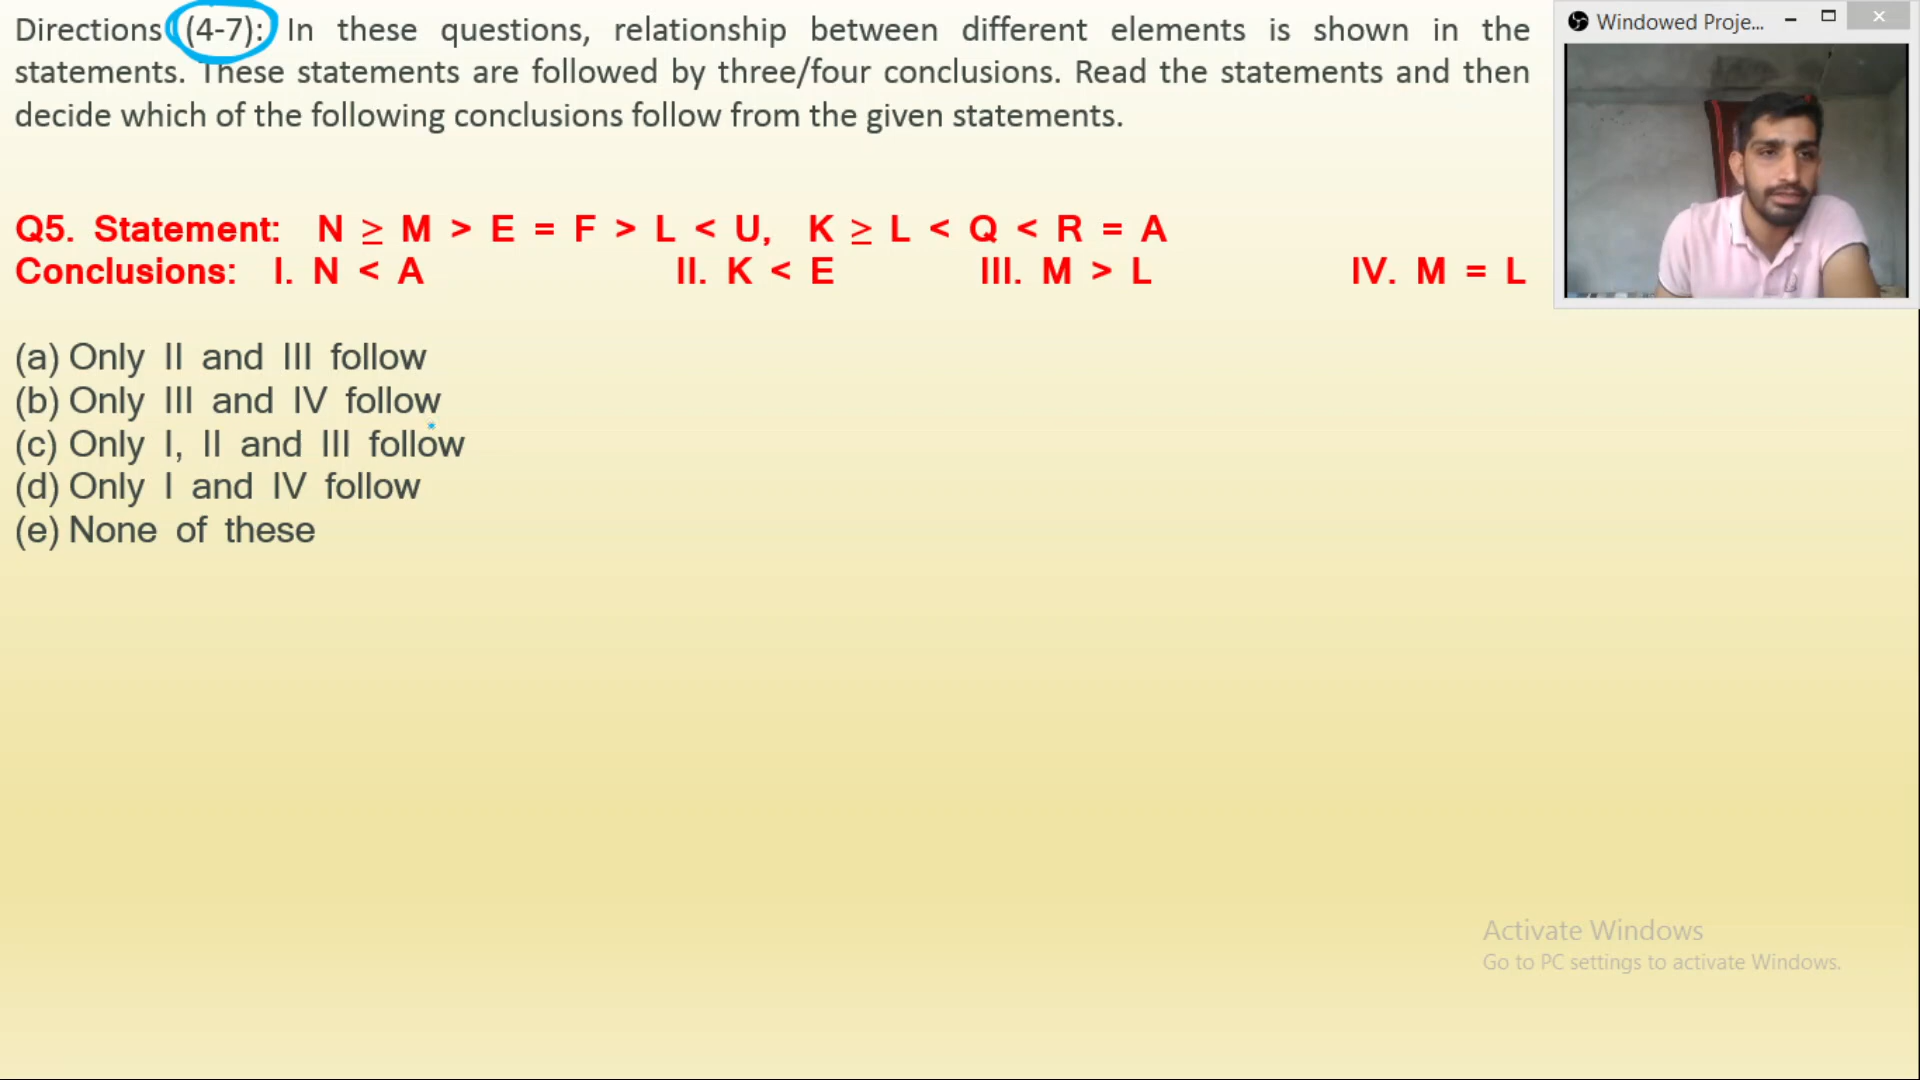 Directions (4-7): In these questions, relationship between different elements is shown in the
statements. These statements are followed by three/four conclusions. Read the statements and then
decide which of the following conclusions follow from the given statements.
Windowed Proje...
Q5. Statement: N ≥ M > E = F > L < U, K ≥ L < Q < R = A
Conclusions: I. N < A II. K < E III. M > L IV. M = L
(a) Only II and III follow
(b) Only III and IV follow
(c) Only I, II and III follow
(d) Only I and IV follow
(e) None of these
Activate Windows
Go to PC settings to activate Windows.